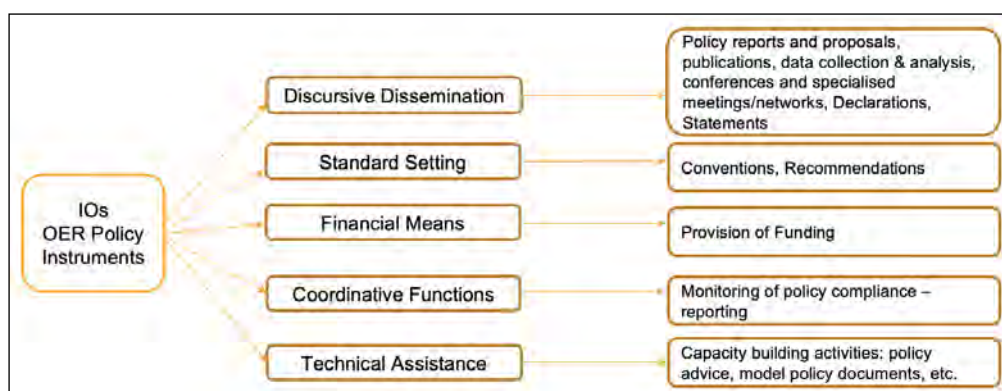 IOs
OER Policy
Instruments
Discursive Dissemination
Policy reports and proposals,
publications, data collection & analysis,
conferences and specialised
meetings/networks, Declarations,
Statements
Standard Setting
Conventions, Recommendations
Financial Means
Provision of Funding
Coordinative Functions
Monitoring of policy compliance –
reporting
Technical Assistance
Capacity building activities: policy
advice, model policy documents, etc.